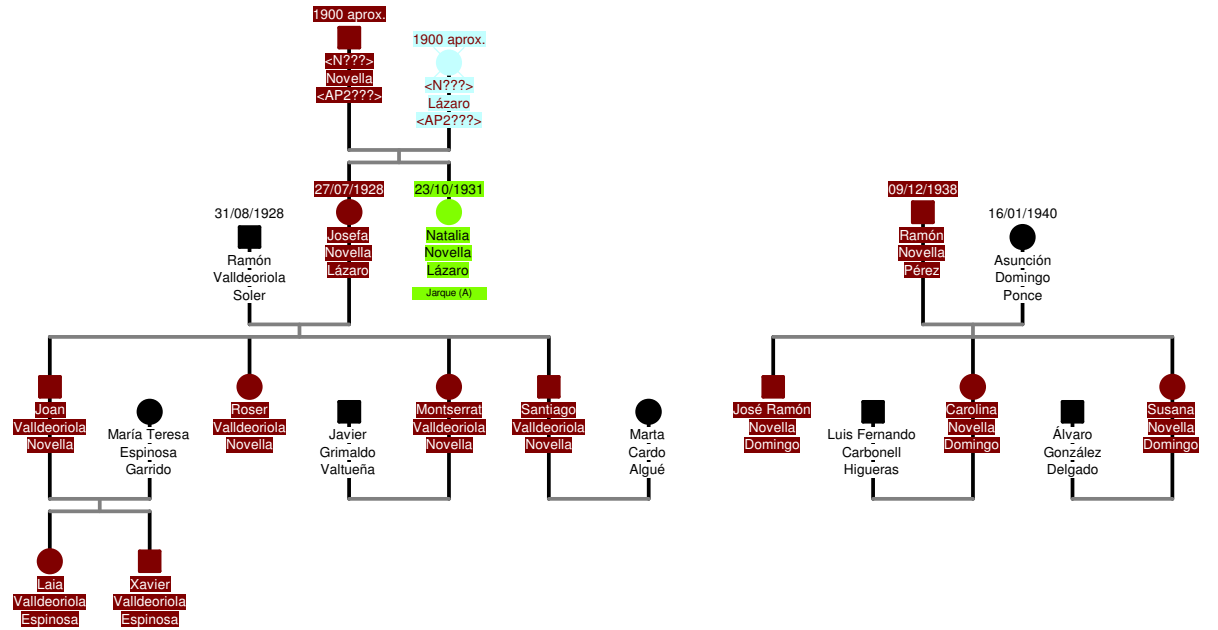 1900 aprox.
<N???>
Novella
<AP2???>
1900 aprox.
<N???>
Lázaro
<AP2???>
31/08/1928
Ramón
Valldeoriola
Soler
27/07/1928
Josefa
Novella
Lázaro
23/10/1931
Natalia
Novella
Lázaro
Jarque (A)
09/12/1938
Ramón
Novella
Pérez
16/01/1940
Asunción
Domingo
Ponce
Joan
Valldeoriola
Novella
María Teresa
Espinosa
Garrido
Roser
Valldeoriola
Novella
Javier
Grimaldo
Valtueña
Montserrat
Valldeoriola
Novella
Santiago
Valldeoriola
Novella
Marta
Cardo
Algué
José Ramón
Novella
Domingo
Luis Fernando
Carbonell
Higueras
Carolina
Novella
Domingo
Álvaro
González
Delgado
Susana
Novella
Domingo
Laia
Valldeoriola
Espinosa
Xavier
Valldeoriola
Espinosa